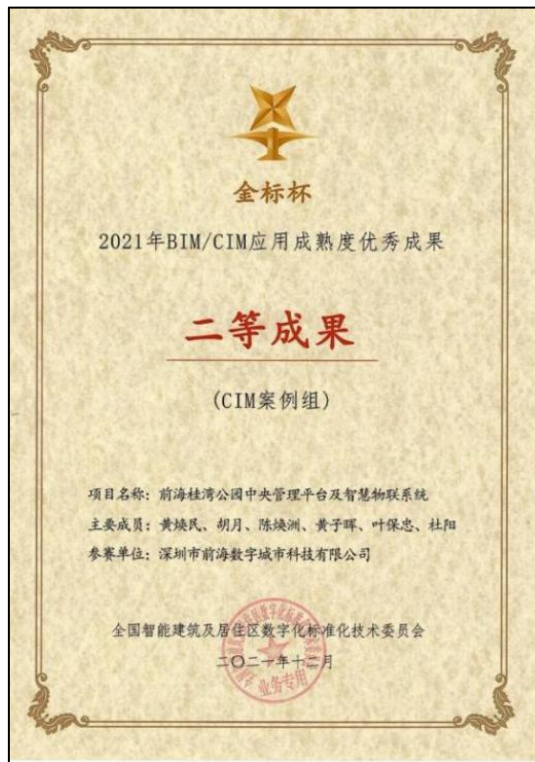 金标杯
2021年BIM/CIM应用成熟度优秀成果
二等成果
(CIM案例组)
项目名称：前海桂湾公园中央管理平台及智慧物联系统
主要成员：黄焕民、胡月、陈焕洲、黄子晖、叶保忠、杜阳
参赛单位：深圳市前海数字城市科技有限公司
全国智能建筑及居住区数字化标准化技术委员会
二〇二一年十二月
业务专用